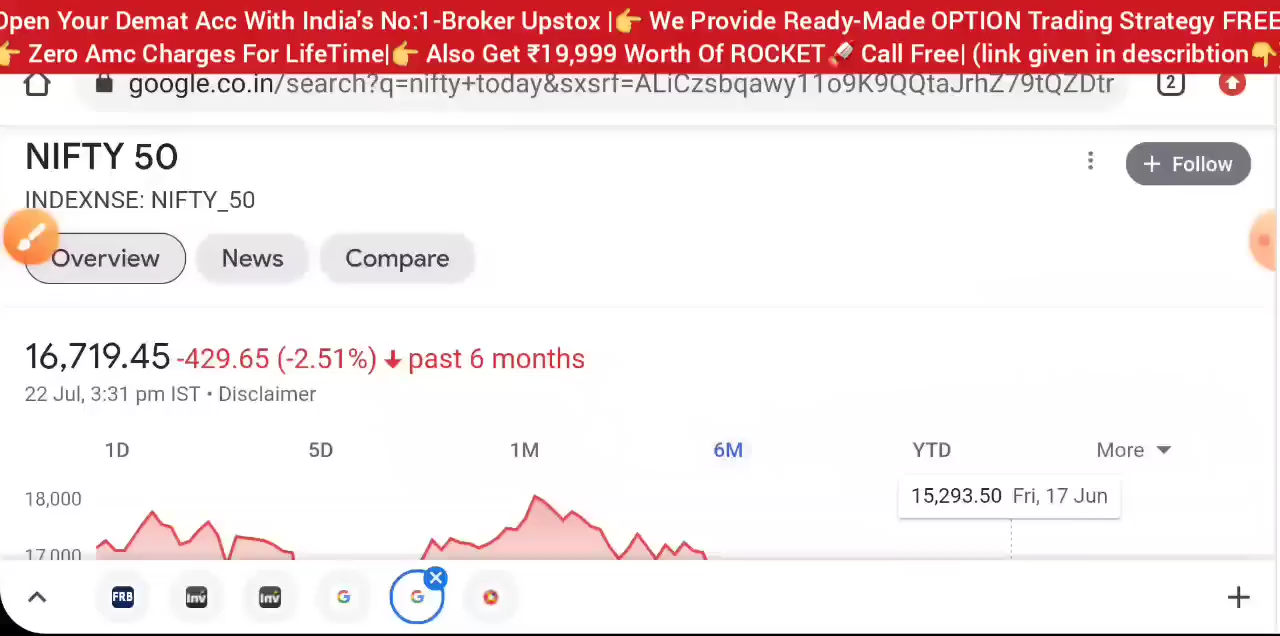 Open Your Demat Acc With India's No:1-Broker Upstox |👉 We Provide Ready-Made OPTION Trading Strategy FREE
👉 Zero Amc Charges For LifeTime|👉 Also Get ₹19,999 Worth Of ROCKET🚀 Call Free| (link given in describtion👇
google.co.in/search?q=nifty+today&sxsrf=ALiCzsbqawy11o9K9QQtaJrhZ79tQZDtr
2
NIFTY 50
+ Follow
INDEXNSE: NIFTY_50
Overview
News
Compare
16,719.45 -429.65 (-2.51%) ↓ past 6 months
22 Jul, 3:31 pm IST • Disclaimer
1D 5D 1M 6M YTD More
15,293.50 Fri, 17 Jun
18,000
17,000
FRB
Inv
Inv
G
G